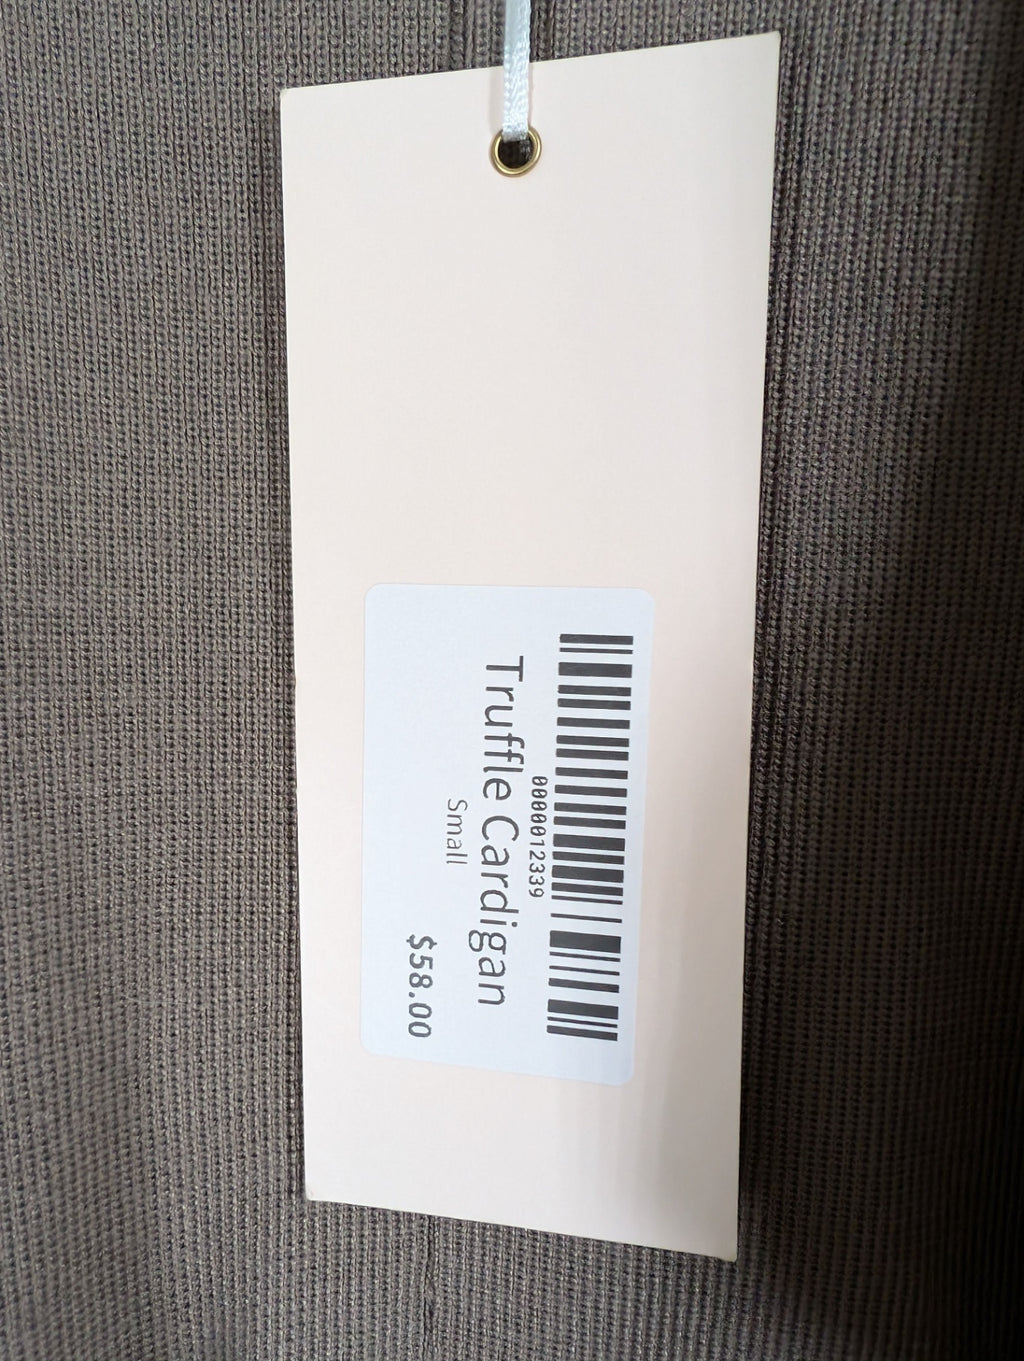 0000012339
Truffle Cardigan
Small
$58.00